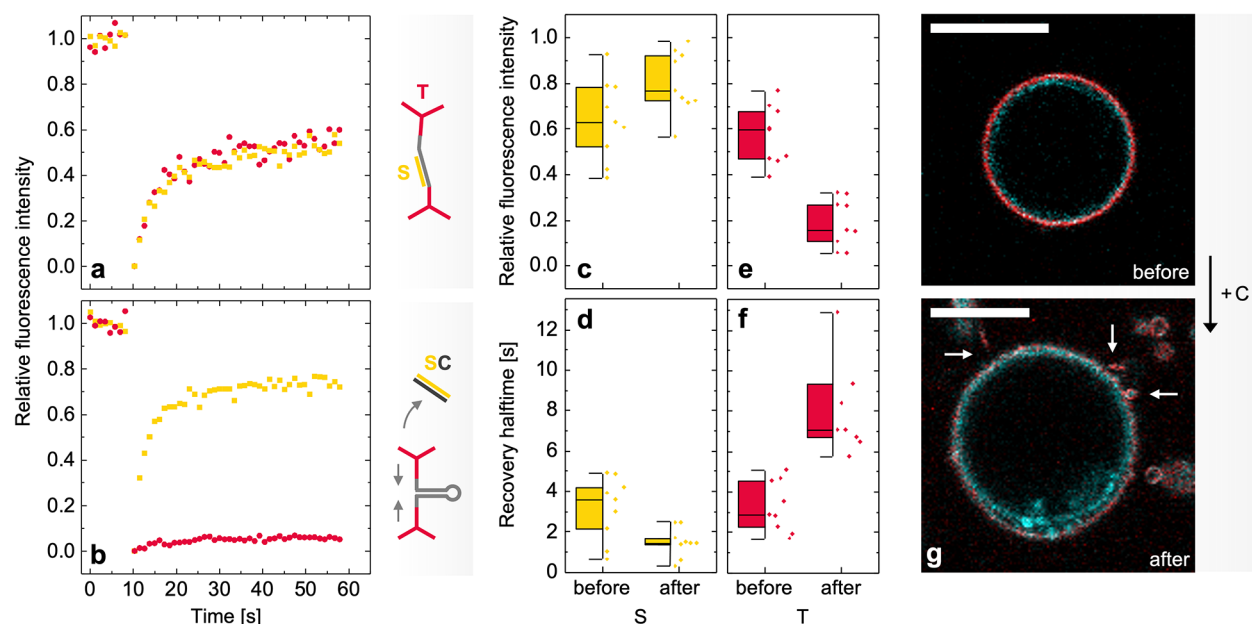 Relative fluorescence intensity
1.0
0.8
0.6
0.4
0.2
0.0
a
T
S
1.0
0.8
0.6
0.4
0.2
0.0
b
0 10 20 30 40 50 60
Time [s]
SC
Relative fluorescence intensity
1.0
0.8
0.6
0.4
0.2
0.0
c
e
Recovery halftime [s]
12
10
8
6
4
2
0
d
f
before after before after
S T
before
+ C
g
after